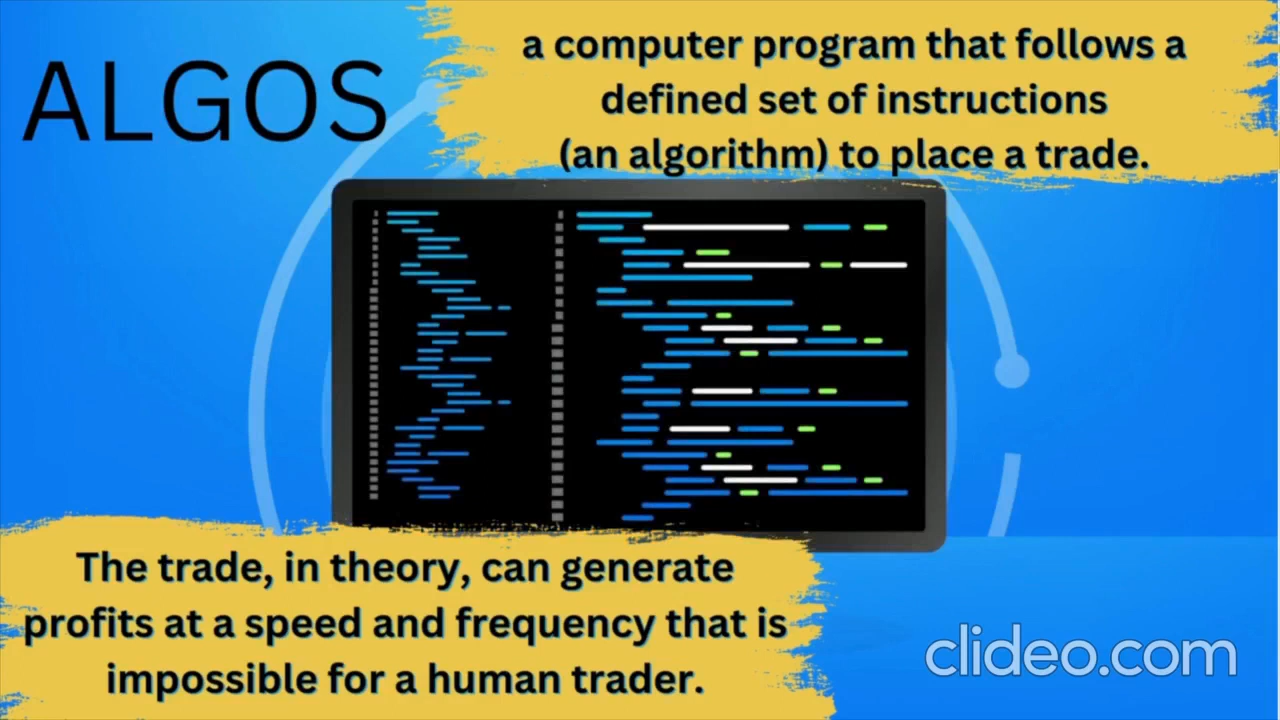 ALGOS
a computer program that follows a
defined set of instructions
(an algorithm) to place a trade.
The trade, in theory, can generate
profits at a speed and frequency that is
impossible for a human trader.
clideo.com